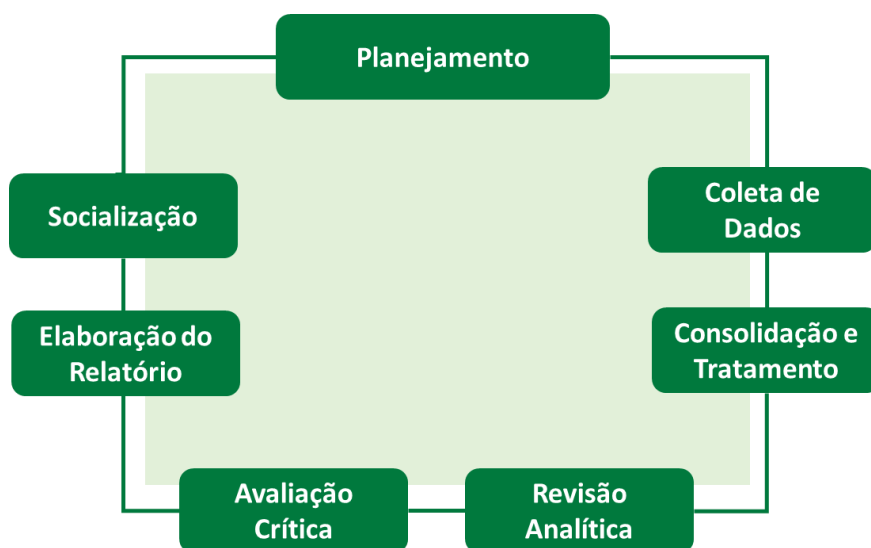 Planejamento
Coleta de
Dados
Consolidação e
Tratamento
Revisão
Analítica
Avaliação
Crítica
Elaboração do
Relatório
Socialização